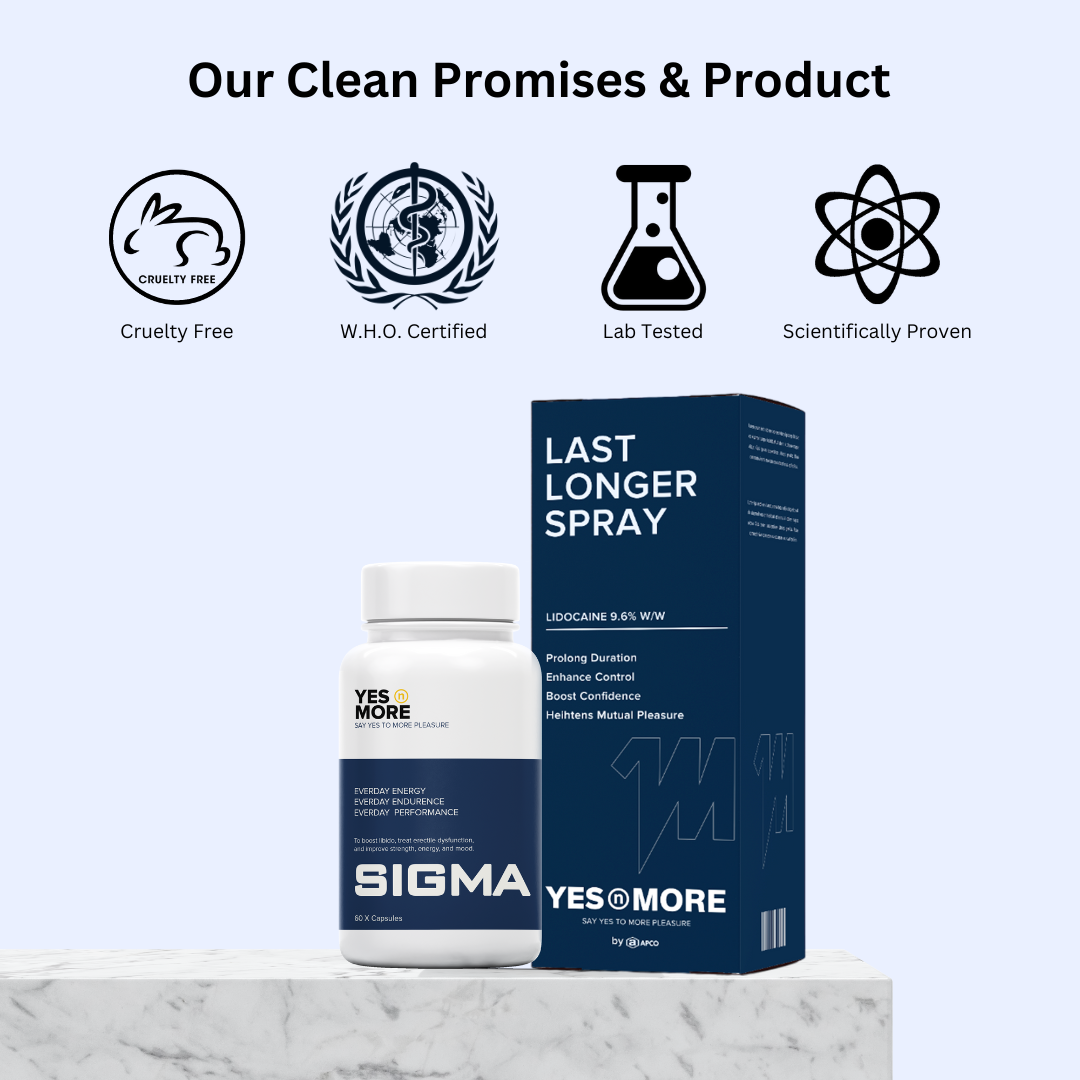 Our Clean Promises & Product
CRUELTY FREE
Cruelty Free
W.H.O. Certified
Lab Tested
Scientifically Proven
LAST
LONGER
SPRAY
LIDOCAINE 9.6% W/W
Prolong Duration
Enhance Control
Boost Confidence
Heihtens Mutual Pleasure
YES n MORE
SAY YES TO MORE PLEASURE
by a APCO
YES n
MORE
SAY YES TO MORE PLEASURE
EVERDAY ENERGY
EVERDAY ENDURENCE
EVERDAY PERFORMANCE
To boost libido, treat erectile dysfunction,
and improve strength, energy, and mood.
SIGMA
60 X Capsules